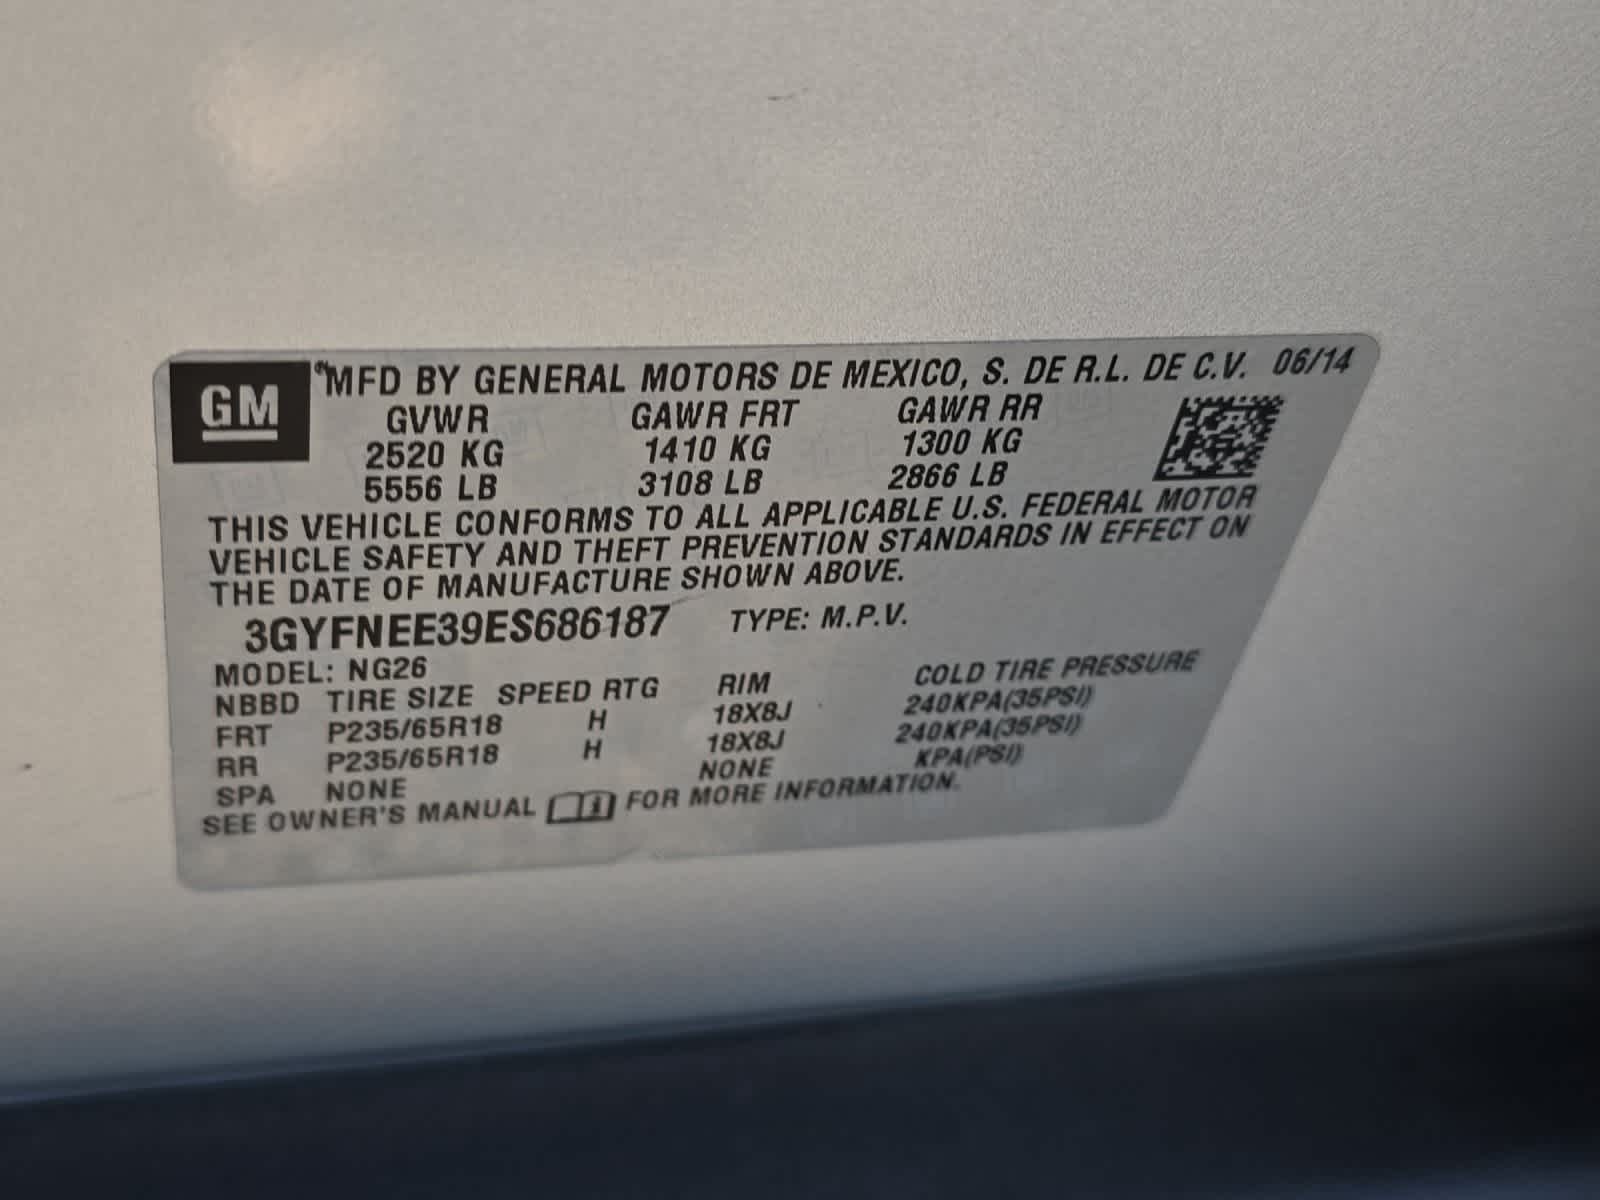 GM
MFD BY GENERAL MOTORS DE MEXICO, S. DE R.L. DE C.V. 06/14
GVWR GAWR FRT GAWR RR
2520 KG 1410 KG 1300 KG
5556 LB 3108 LB 2866 LB
THIS VEHICLE CONFORMS TO ALL APPLICABLE U.S. FEDERAL MOTOR
VEHICLE SAFETY AND THEFT PREVENTION STANDARDS IN EFFECT ON
THE DATE OF MANUFACTURE SHOWN ABOVE.
3GYFNEE39ES686187 TYPE: M.P.V.
MODEL: NG26
NBBD TIRE SIZE SPEED RTG RIM COLD TIRE PRESSURE
FRT P235/65R18 H 18X8J 240KPA(35PSI)
RR P235/65R18 H 18X8J 240KPA(35PSI)
SPA NONE NONE KPA(PSI)
SEE OWNER'S MANUAL FOR MORE INFORMATION.